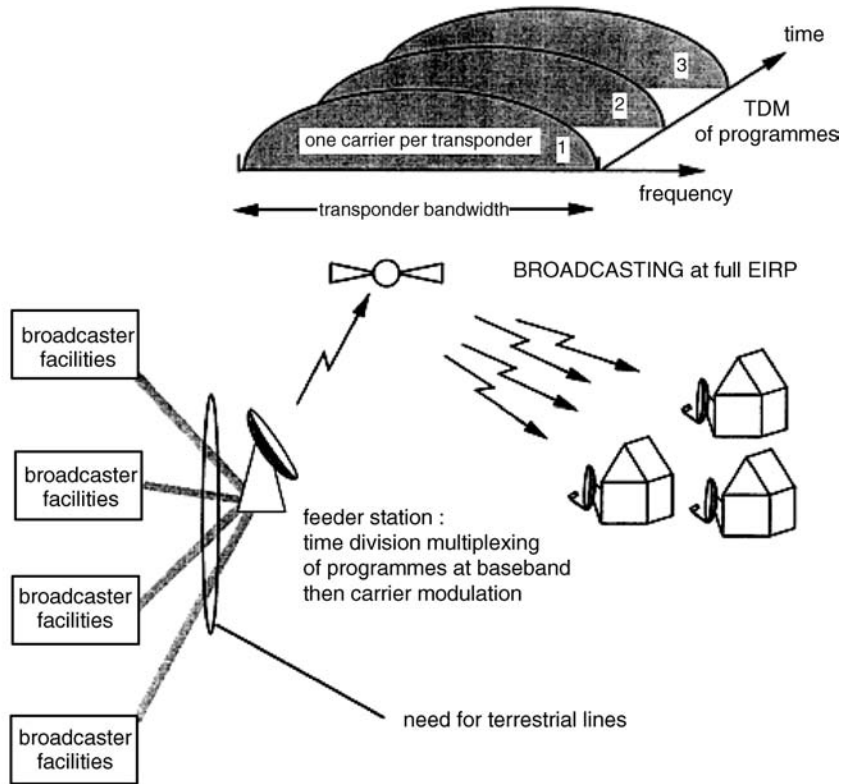 time
3
2
TDM
of programmes
one carrier per transponder
1
frequency
transponder bandwidth
BROADCASTING at full EIRP
broadcaster
facilities
broadcaster
facilities
feeder station :
time division multiplexing
of programmes at baseband
then carrier modulation
broadcaster
facilities
need for terrestrial lines
broadcaster
facilities